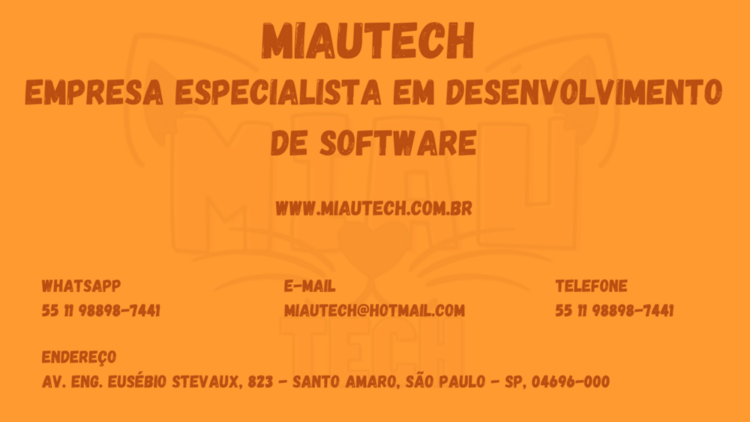 MIAUTECH
EMPRESA ESPECIALISTA EM DESENVOLVIMENTO
DE SOFTWARE
WWW.MIAUTECH.COM.BR
WHATSAPP
55 11 98898-7441
E-MAIL
MIAUTECH@HOTMAIL.COM
TELEFONE
55 11 98898-7441
ENDEREÇO
AV. ENG. EUSÉBIO STEVAUX, 823 - SANTO AMARO, SÃO PAULO - SP, 04696-000
MIAU
TECH